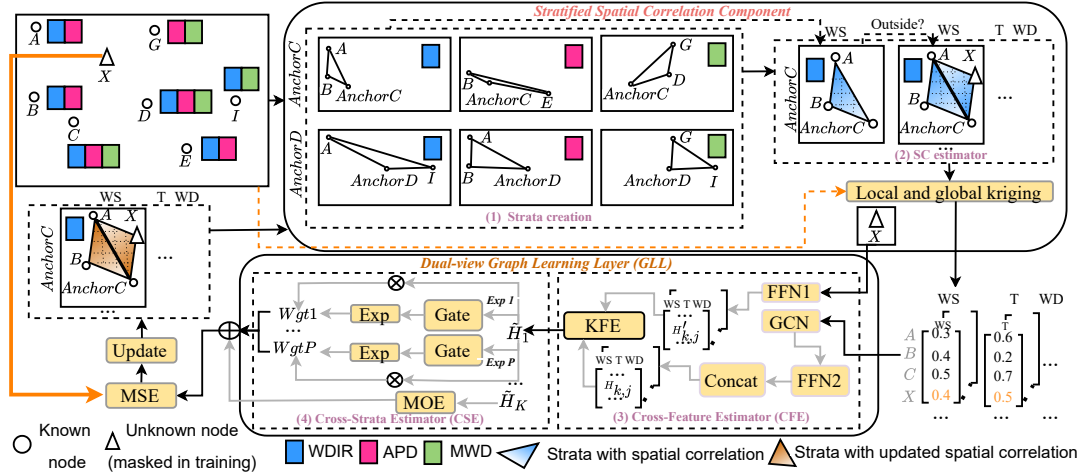 Stratified Spatial Correlation Component
A
G
X
B
C
D
I
E
AnchorC
A
B
AnchorC
B
AnchorC
E
G
D
AnchorC
AnchorD
A
AnchorD
I
A
B
AnchorD
G
AnchorD
I
(1) Strata creation
WS
Outside?
WS
T WD
AnchorC
A
B
AnchorC
A
X
B
AnchorC
...
...
(2) SC estimator
Local and global kriging
X
WS T WD
AnchorC
A
X
B
AnchorC
...
...
Update
MSE
Dual-view Graph Learning Layer (GLL)
Wgt1
...
WgtP
Exp
Gate
Exp 1
Exp
Gate
Exp P
MOE
H̃1
...
H̃K
(4) Cross-Strata Estimator (CSE)
KFE
WS T WD
...
H'k,j
WS T WD
...
Hk,j
FFN1
GCN
Concat
FFN2
(3) Cross-Feature Estimator (CFE)
WS
T
WD
WS
T
A 0.3 0.6
B 0.4 0.2
C 0.5 0.7
X 0.4 0.5
...
... ... ...
Known node
Unknown node (masked in training)
WDIR
APD
MWD
Strata with spatial correlation
Strata with updated spatial correlation